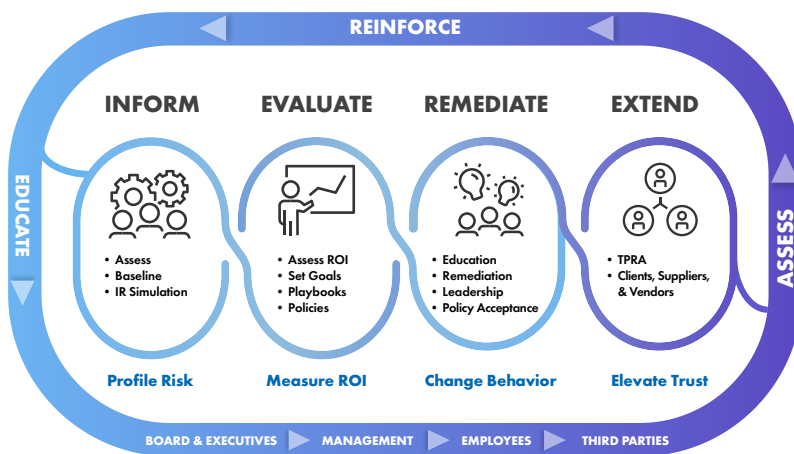 REINFORCE
INFORM
EVALUATE
REMEDIATE
EXTEND
EDUCATE
ASSESS
• Assess
• Baseline
• IR Simulation
• Assess ROI
• Set Goals
• Playbooks
• Policies
• Education
• Remediation
• Leadership
• Policy Acceptance
• TPRA
• Clients, Suppliers,
& Vendors
Profile Risk
Measure ROI
Change Behavior
Elevate Trust
BOARD & EXECUTIVES
MANAGEMENT
EMPLOYEES
THIRD PARTIES